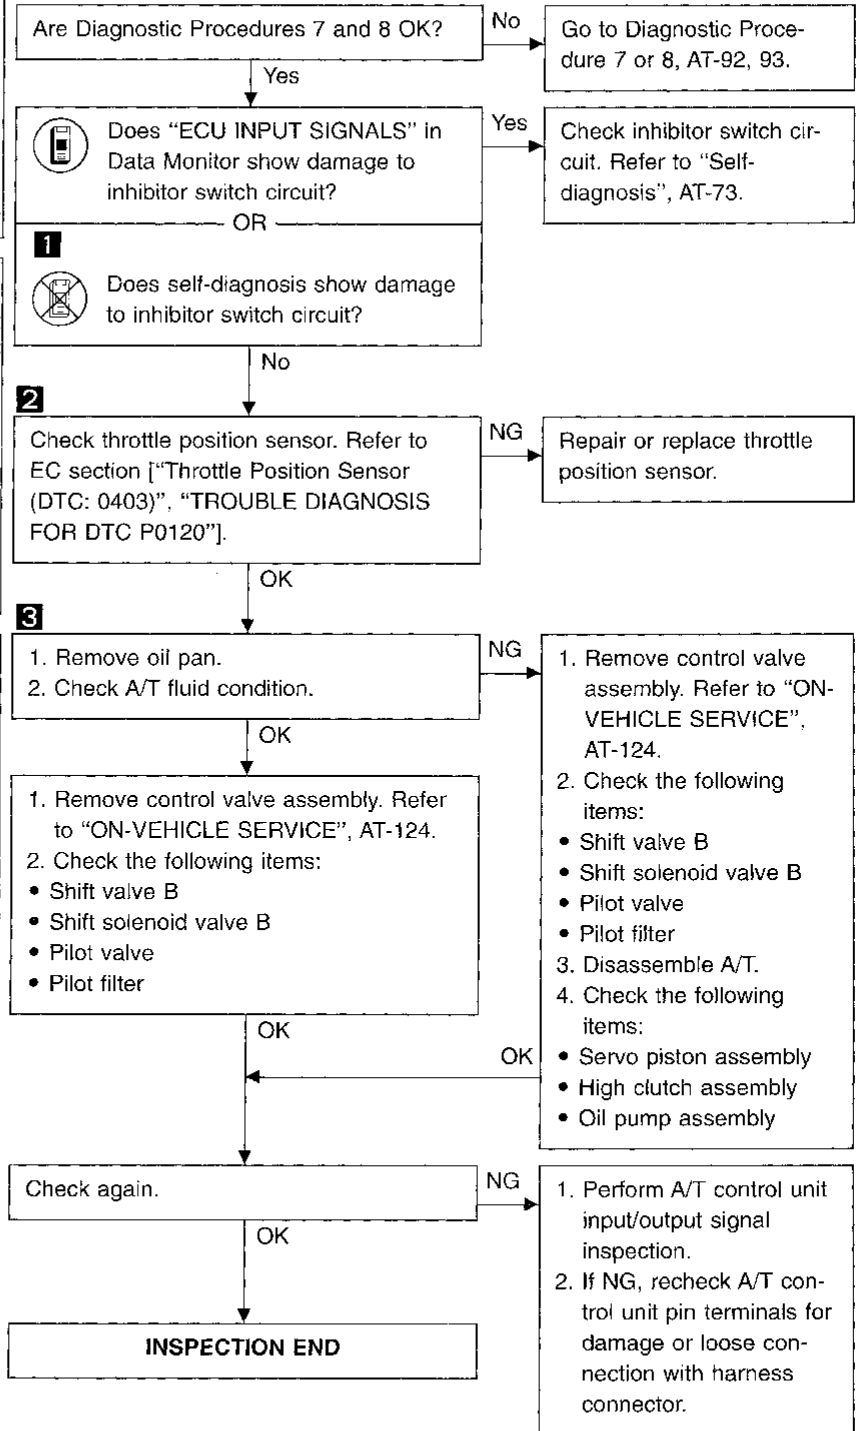 Are Diagnostic Procedures 7 and 8 OK?
No
Go to Diagnostic Proce-
dure 7 or 8, AT-92, 93.
Yes
Does “ECU INPUT SIGNALS” in
Data Monitor show damage to
inhibitor switch circuit?
Yes
Check inhibitor switch cir-
cuit. Refer to “Self-
diagnosis”, AT-73.
OR
1
Does self-diagnosis show damage
to inhibitor switch circuit?
No
2
Check throttle position sensor. Refer to
EC section [“Throttle Position Sensor
(DTC: 0403)”, “TROUBLE DIAGNOSIS
FOR DTC P0120”].
NG
Repair or replace throttle
position sensor.
OK
3
1. Remove oil pan.
2. Check A/T fluid condition.
NG
1. Remove control valve
assembly. Refer to “ON-
VEHICLE SERVICE”,
AT-124.
2. Check the following
items:
• Shift valve B
• Shift solenoid valve B
• Pilot valve
• Pilot filter
3. Disassemble A/T.
4. Check the following
items:
• Servo piston assembly
• High clutch assembly
• Oil pump assembly
OK
1. Remove control valve assembly. Refer
to “ON-VEHICLE SERVICE”, AT-124.
2. Check the following items:
• Shift valve B
• Shift solenoid valve B
• Pilot valve
• Pilot filter
OK
OK
Check again.
NG
1. Perform A/T control unit
input/output signal
inspection.
2. If NG, recheck A/T con-
trol unit pin terminals for
damage or loose con-
nection with harness
connector.
OK
INSPECTION END